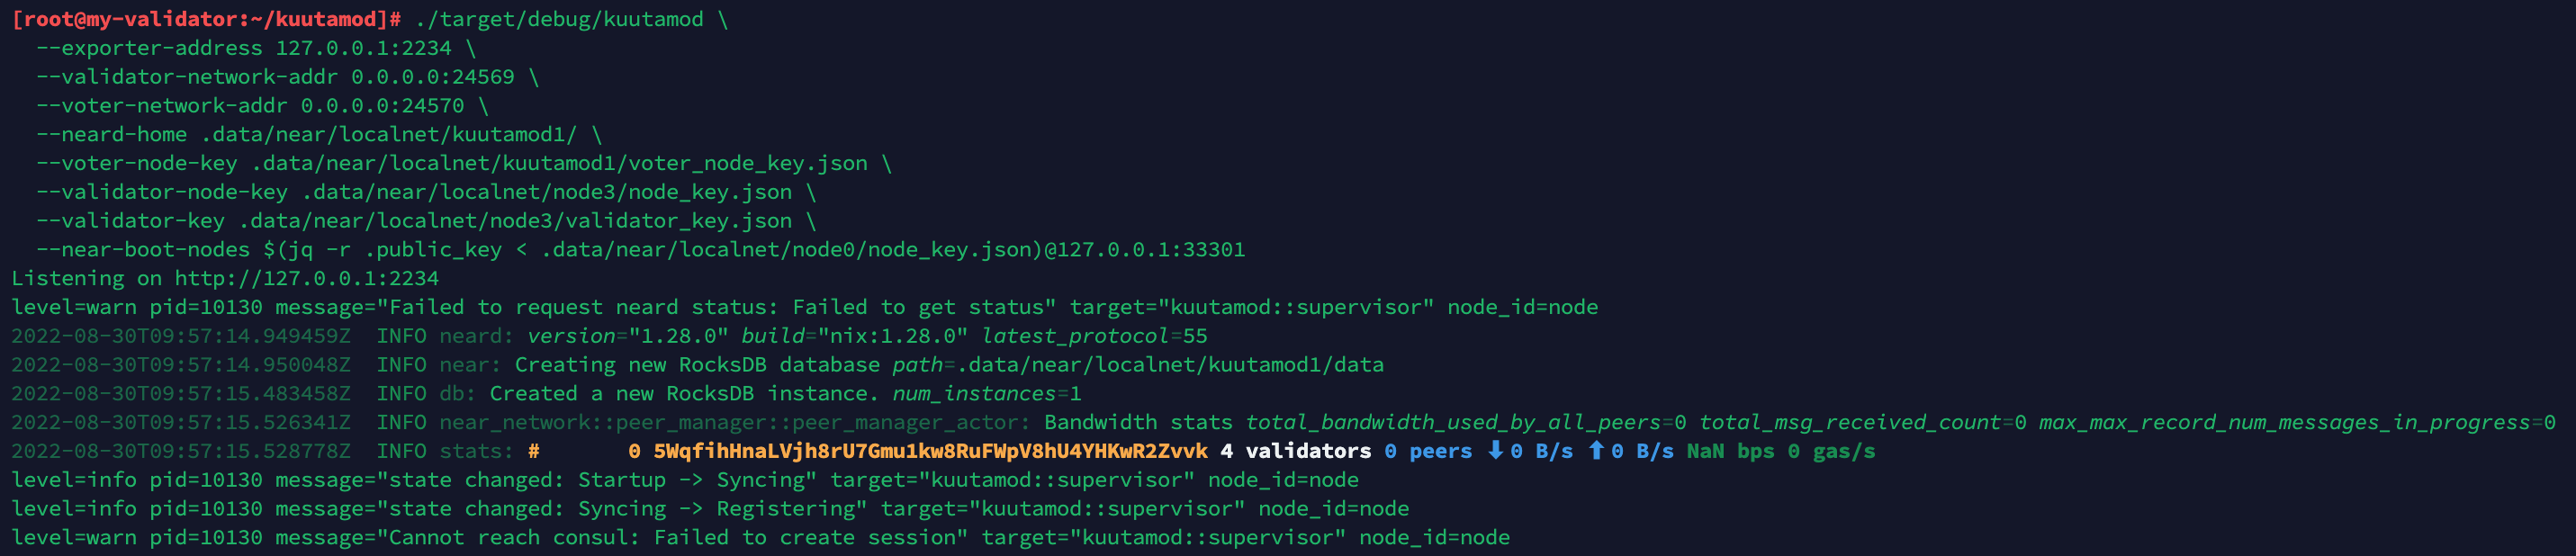 [root@my-validator:~/kuutamod]# ./target/debug/kuutamod \
  --exporter-address 127.0.0.1:2234 \
  --validator-network-addr 0.0.0.0:24569 \
  --voter-network-addr 0.0.0.0:24570 \
  --neard-home .data/near/localnet/kuutamod1/ \
  --voter-node-key .data/near/localnet/kuutamod1/voter_node_key.json \
  --validator-node-key .data/near/localnet/node3/node_key.json \
  --validator-key .data/near/localnet/node3/validator_key.json \
  --near-boot-nodes $(jq -r .public_key < .data/near/localnet/node0/node_key.json)@127.0.0.1:33301
Listening on http://127.0.0.1:2234
level=warn pid=10130 message="Failed to request neard status: Failed to get status" target="kuutamod::supervisor" node_id=node
2022-08-30T09:57:14.949459Z  INFO neard: version="1.28.0" build="nix:1.28.0" latest_protocol=55
2022-08-30T09:57:14.950048Z  INFO near: Creating new RocksDB database path=.data/near/localnet/kuutamod1/data
2022-08-30T09:57:15.483458Z  INFO db: Created a new RocksDB instance. num_instances=1
2022-08-30T09:57:15.526341Z  INFO near_network::peer_manager::peer_manager_actor: Bandwidth stats total_bandwidth_used_by_all_peers=0 total_msg_received_count=0 max_max_record_num_messages_in_progress=0
2022-08-30T09:57:15.528778Z  INFO stats: #       0 5WqfihHnaLVjh8rU7Gmu1kw8RuFWpV8hU4YHKwR2Zvvk 4 validators 0 peers ⬇ 0 B/s ⬆ 0 B/s NaN bps 0 gas/s
level=info pid=10130 message="state changed: Startup -> Syncing" target="kuutamod::supervisor" node_id=node
level=info pid=10130 message="state changed: Syncing -> Registering" target="kuutamod::supervisor" node_id=node
level=warn pid=10130 message="Cannot reach consul: Failed to create session" target="kuutamod::supervisor" node_id=node